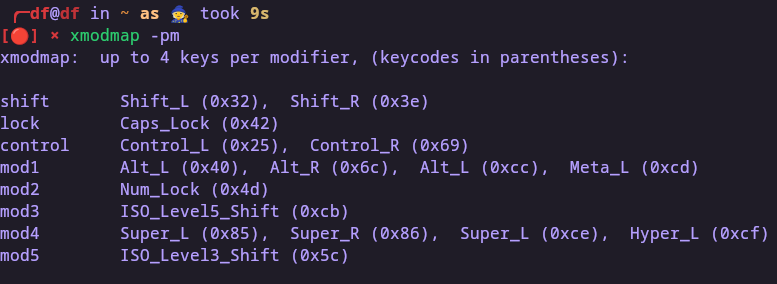 ╭─df@df in ~ as 🧙 took 9s
[🔴] × xmodmap -pm
xmodmap:  up to 4 keys per modifier, (keycodes in parentheses):
shift       Shift_L (0x32),  Shift_R (0x3e)
lock        Caps_Lock (0x42)
control     Control_L (0x25),  Control_R (0x69)
mod1        Alt_L (0x40),  Alt_R (0x6c),  Alt_L (0xcc),  Meta_L (0xcd)
mod2        Num_Lock (0x4d)
mod3        ISO_Level5_Shift (0xcb)
mod4        Super_L (0x85),  Super_R (0x86),  Super_L (0xce),  Hyper_L (0xcf)
mod5        ISO_Level3_Shift (0x5c)